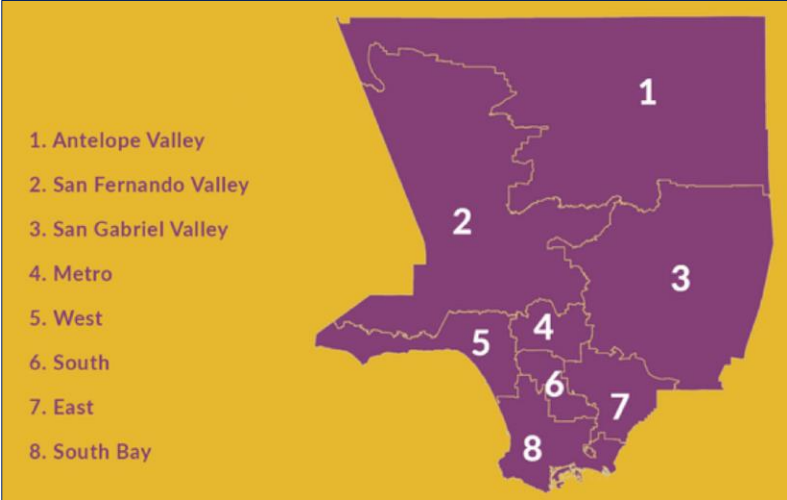 1. Antelope Valley
2. San Fernando Valley
3. San Gabriel Valley
4. Metro
5. West
6. South
7. East
8. South Bay
1
2
3
4
5
6
7
8